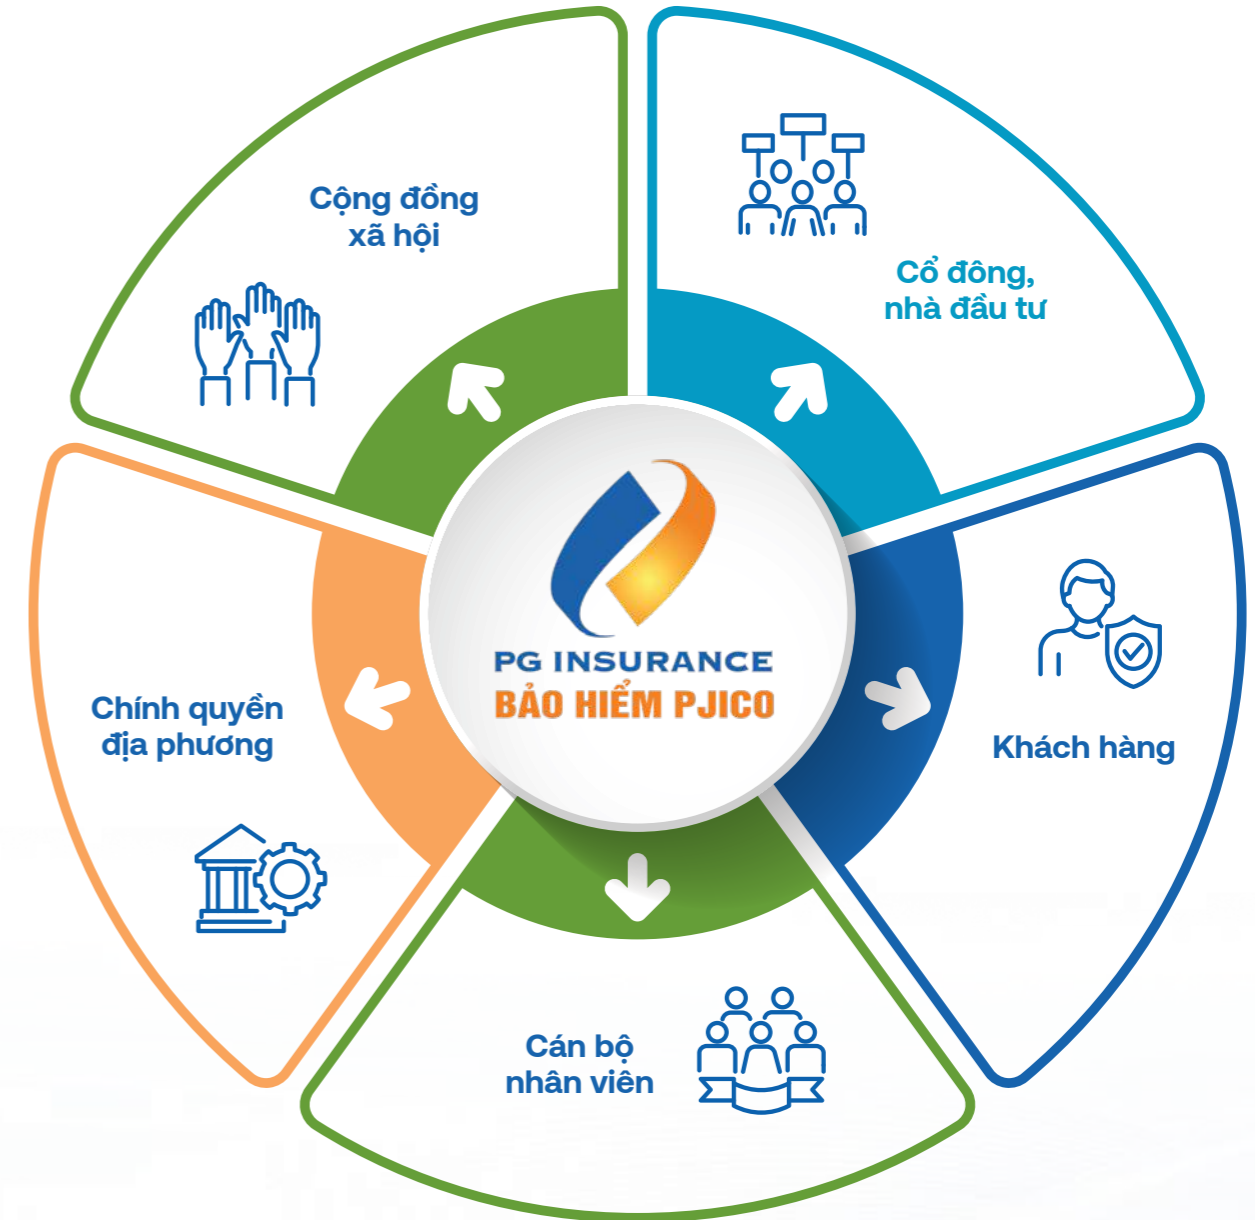 Cộng đồng
xã hội
Cổ đông,
nhà đầu tư
PG INSURANCE
BẢO HIỂM PJICO
Khách hàng
Chính quyền
địa phương
Cán bộ
nhân viên